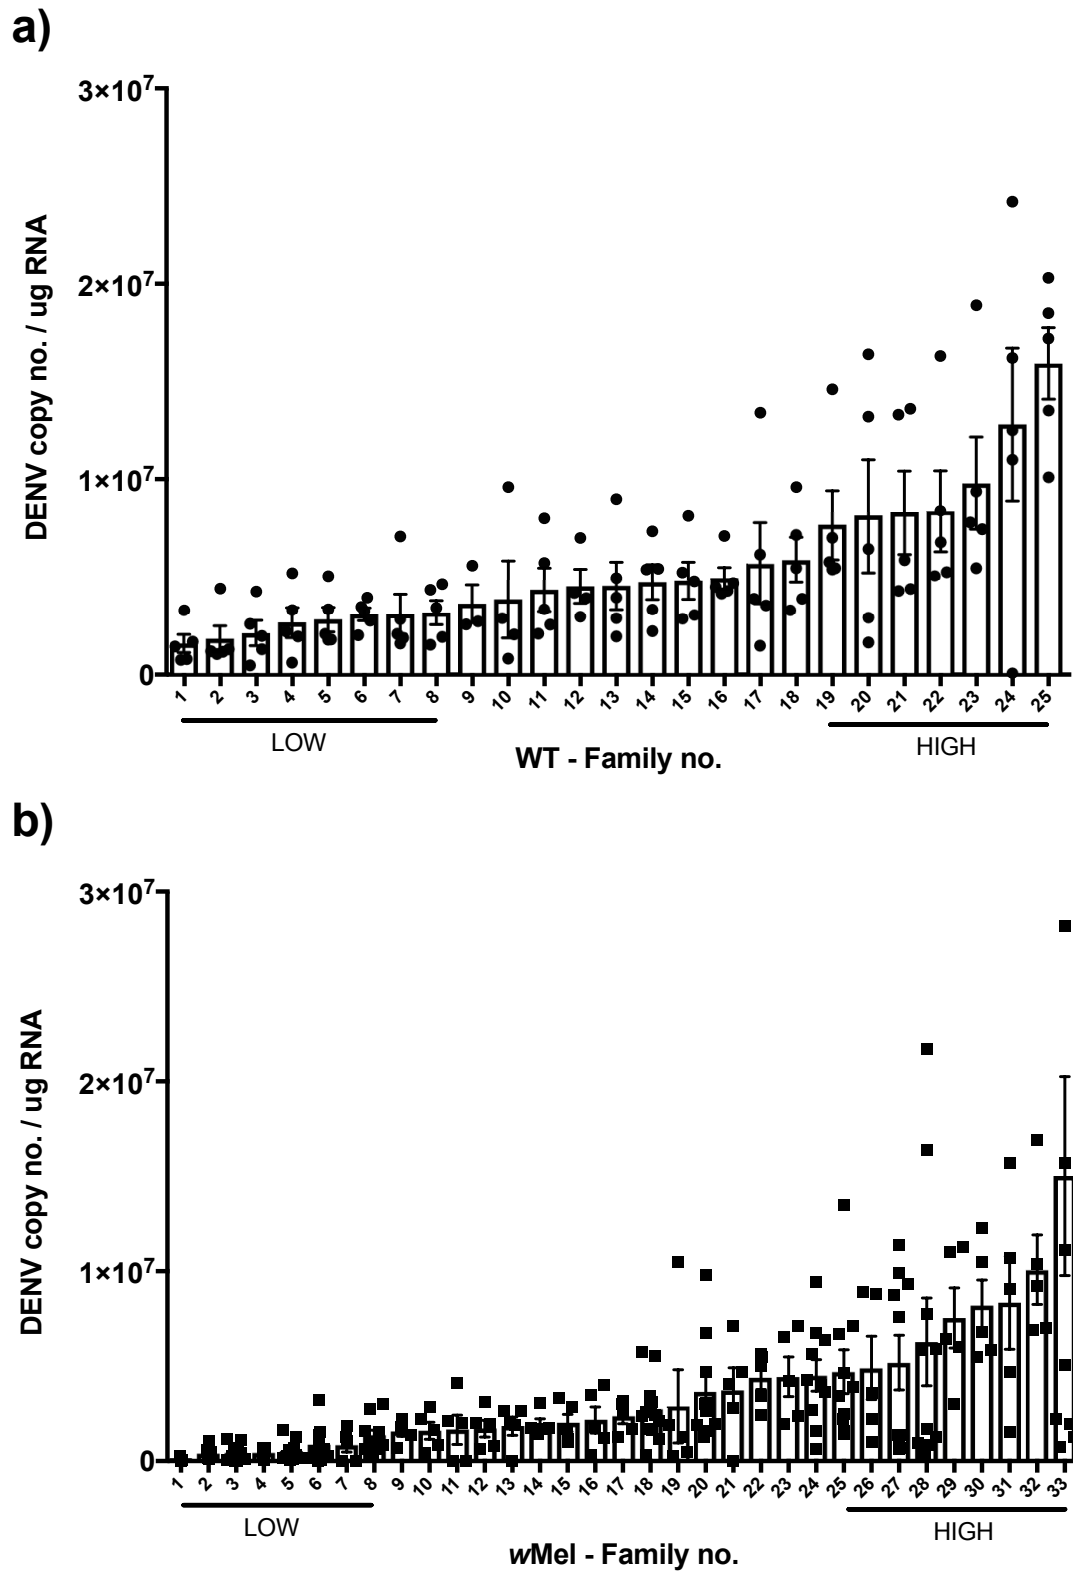 a)
3×10⁷
2×10⁷
1×10⁷
0
DENV copy no. / ug RNA
1 2 3 4 5 6 7 8 9 10 11 12 13 14 15 16 17 18 19 20 21 22 23 24 25
LOW
HIGH
WT - Family no.
b)
3×10⁷
2×10⁷
1×10⁷
0
DENV copy no. / ug RNA
1 2 3 4 5 6 7 8 9 10 11 12 13 14 15 16 17 18 19 20 21 22 23 24 25 26 27 28 29 30 31 32 33
LOW
HIGH
wMel - Family no.